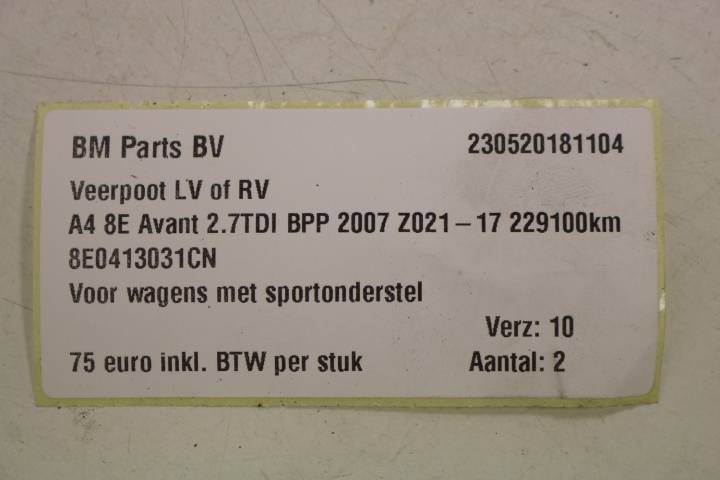 BM Parts BV 230520181104
Veerpoot LV of RV
A4 8E Avant 2.7TDI BPP 2007 Z021-17 229100km
8E0413031CN
Voor wagens met sportonderstel
Verz: 10
75 euro inkl. BTW per stuk Aantal: 2